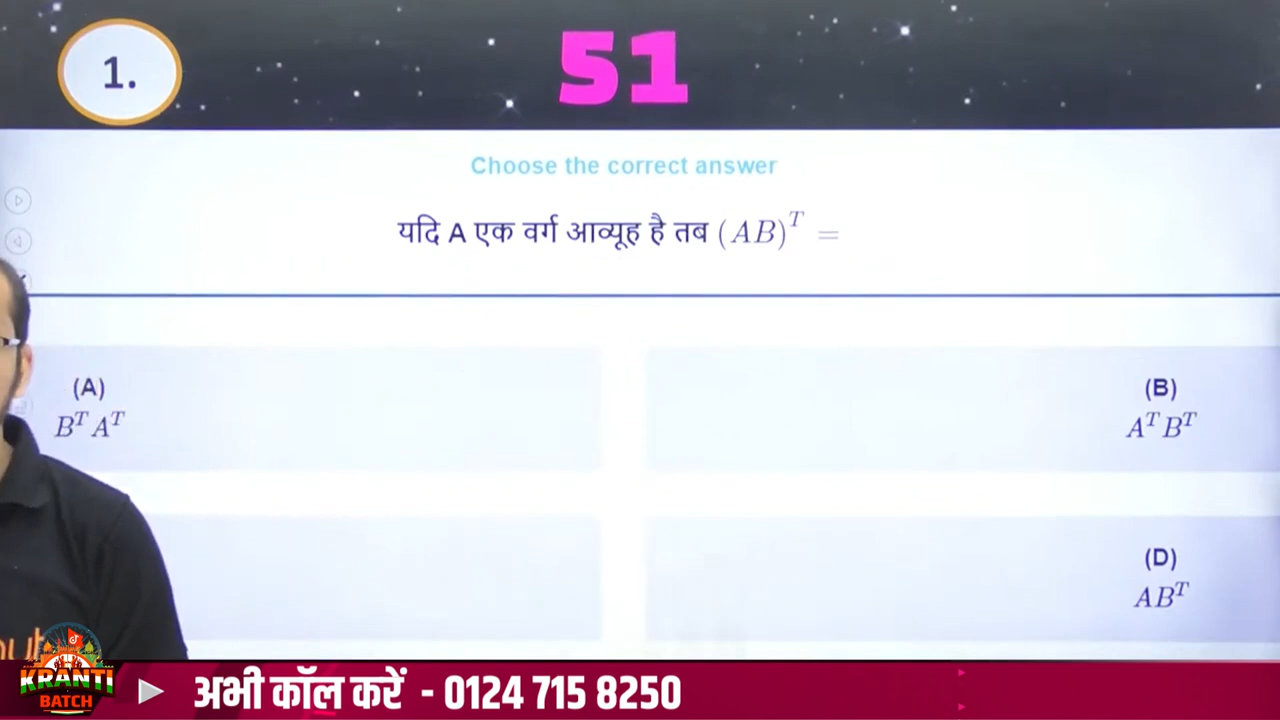 1.
51
Choose the correct answer
यदि A एक वर्ग आव्यूह है तब (AB)^T =
(A)
B^T A^T
(B)
A^T B^T
(D)
AB^T
KRANTI
BATCH
अभी कॉल करें - 0124 715 8250